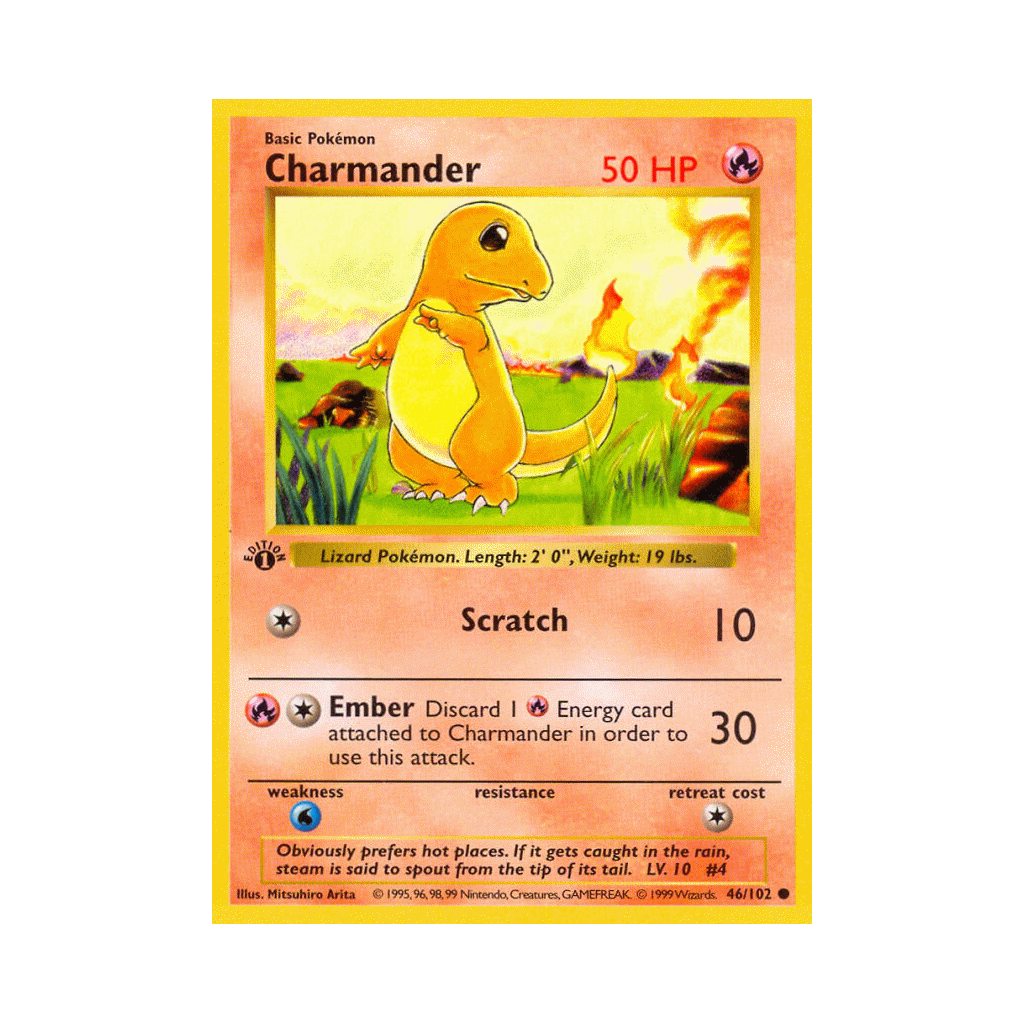 Basic Pokémon
Charmander 50 HP
EDITION 1
Lizard Pokémon. Length: 2' 0", Weight: 19 lbs.
Scratch 10
Ember Discard 1 Energy card
attached to Charmander in order to
use this attack.
30
weakness resistance retreat cost
Obviously prefers hot places. If it gets caught in the rain,
steam is said to spout from the tip of its tail. LV. 10 #4
Illus. Mitsuhiro Arita © 1995, 96, 98, 99 Nintendo, Creatures, GAMEFREAK. © 1999 Wizards. 46/102